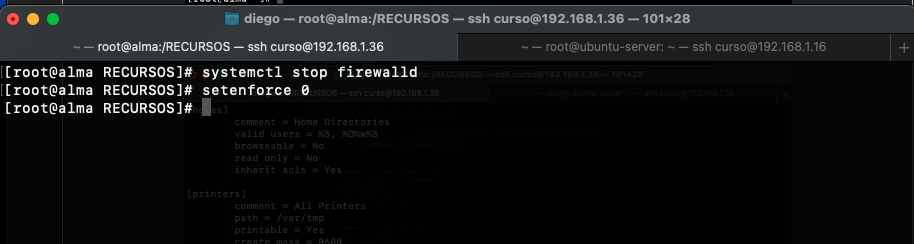 diego — root@alma:/RECURSOS — ssh curso@192.168.1.36 — 101×28
~ — root@alma:/RECURSOS — ssh curso@192.168.1.36
~ — root@ubuntu-server: ~ — ssh curso@192.168.1.16
+
[[root@alma RECURSOS]# systemctl stop firewalld
[[root@alma RECURSOS]# setenforce 0
[root@alma RECURSOS]#
comment = Home Directories
valid users = %S, %D%w%S
browseable = No
read only = No
inherit acls = Yes
[printers]
comment = All Printers
path = /var/tmp
printable = Yes
create mask = 0600